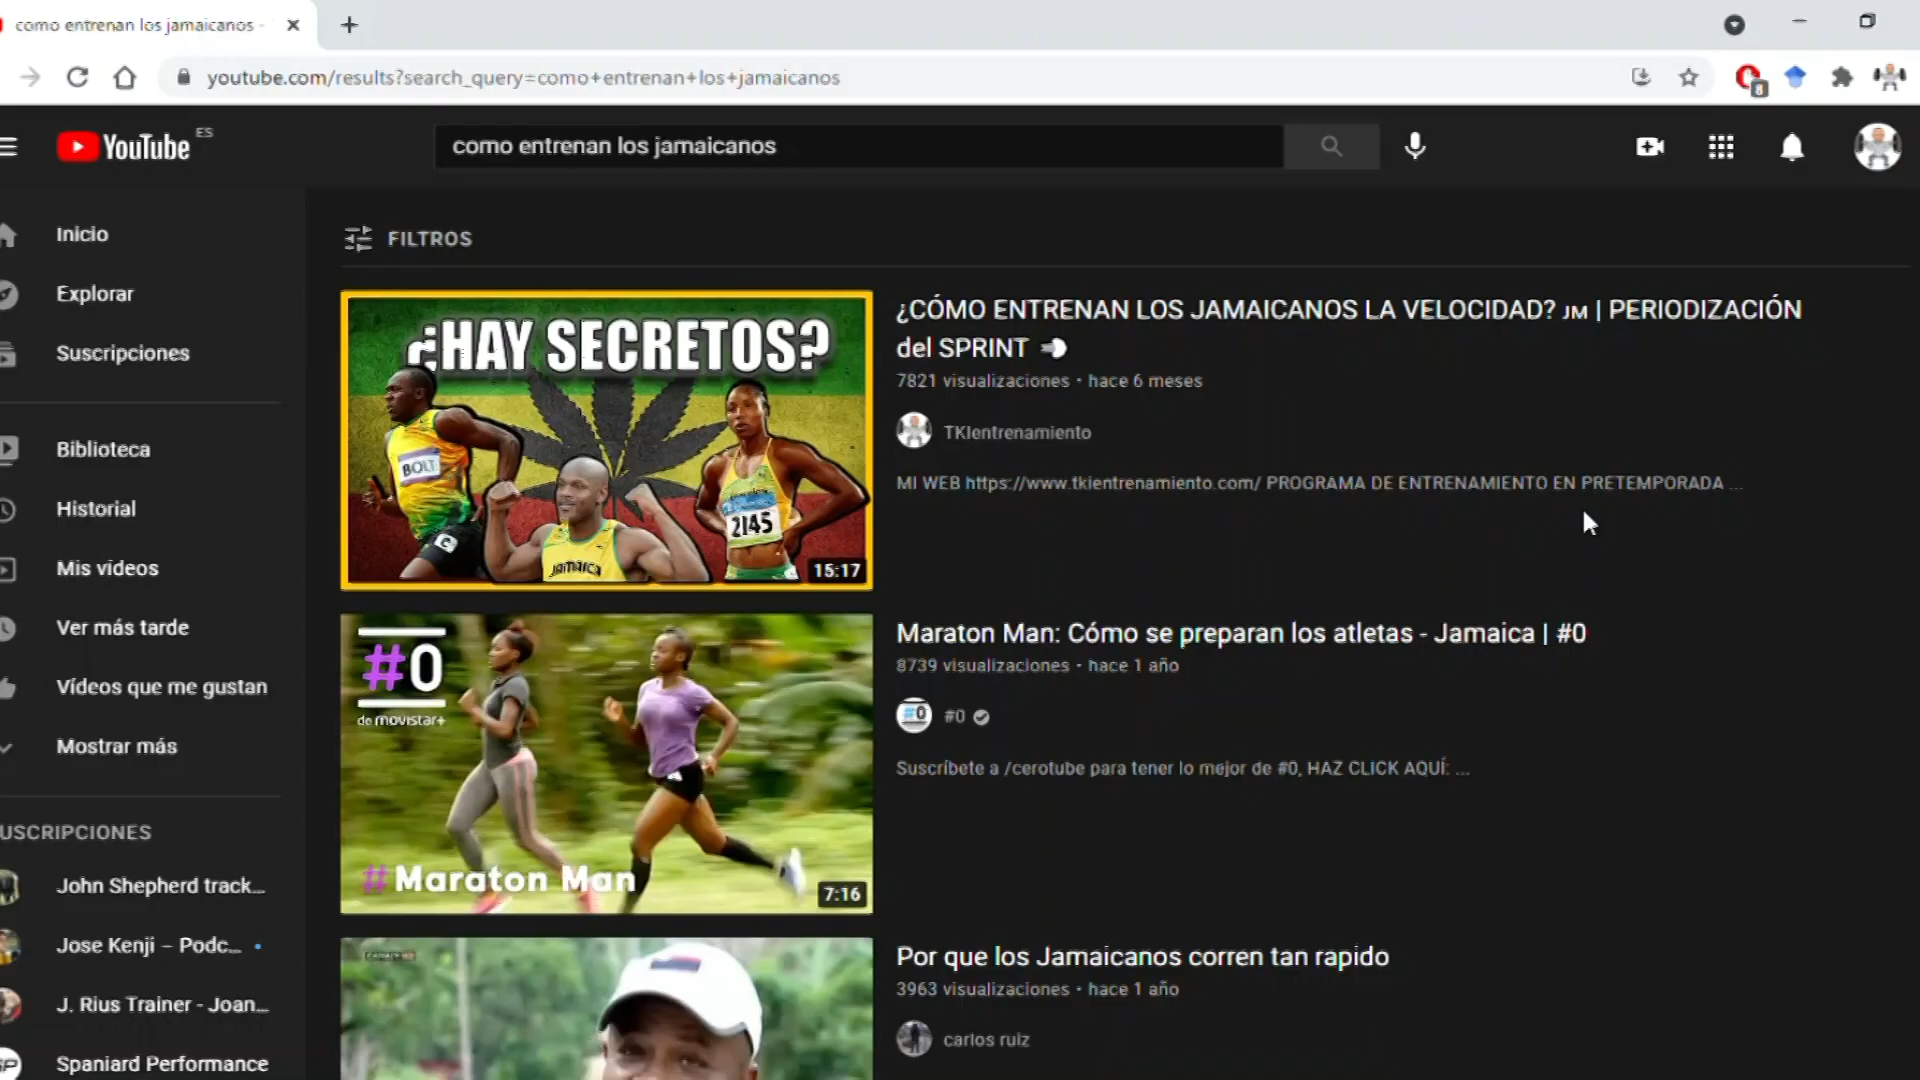 como entrenan los jamaicanos -
youtube.com/results?search_query=como+entrenan+los+jamaicanos
8
YouTube ES
como entrenan los jamaicanos
Inicio
Explorar
Suscripciones
Biblioteca
Historial
Mis vídeos
Ver más tarde
Vídeos que me gustan
Mostrar más
USCRIPCIONES
John Shepherd track...
Jose Kenji – Podc...
J. Rius Trainer - Joan...
Spaniard Performance
FILTROS
¿HAY SECRETOS?
BOLT
JAMAICA
2145
15:17
¿CÓMO ENTRENAN LOS JAMAICANOS LA VELOCIDAD? JM | PERIODIZACIÓN
del SPRINT
7821 visualizaciones • hace 6 meses
TKIentrenamiento
MI WEB https://www.tkientrenamiento.com/ PROGRAMA DE ENTRENAMIENTO EN PRETEMPORADA ...
#0
de movistar+
# Maraton Man
7:16
Maraton Man: Cómo se preparan los atletas - Jamaica | #0
8739 visualizaciones • hace 1 año
#0
#0
Suscríbete a /cerotube para tener lo mejor de #0, HAZ CLICK AQUÍ: ...
Por que los Jamaicanos corren tan rapido
3963 visualizaciones • hace 1 año
carlos ruiz